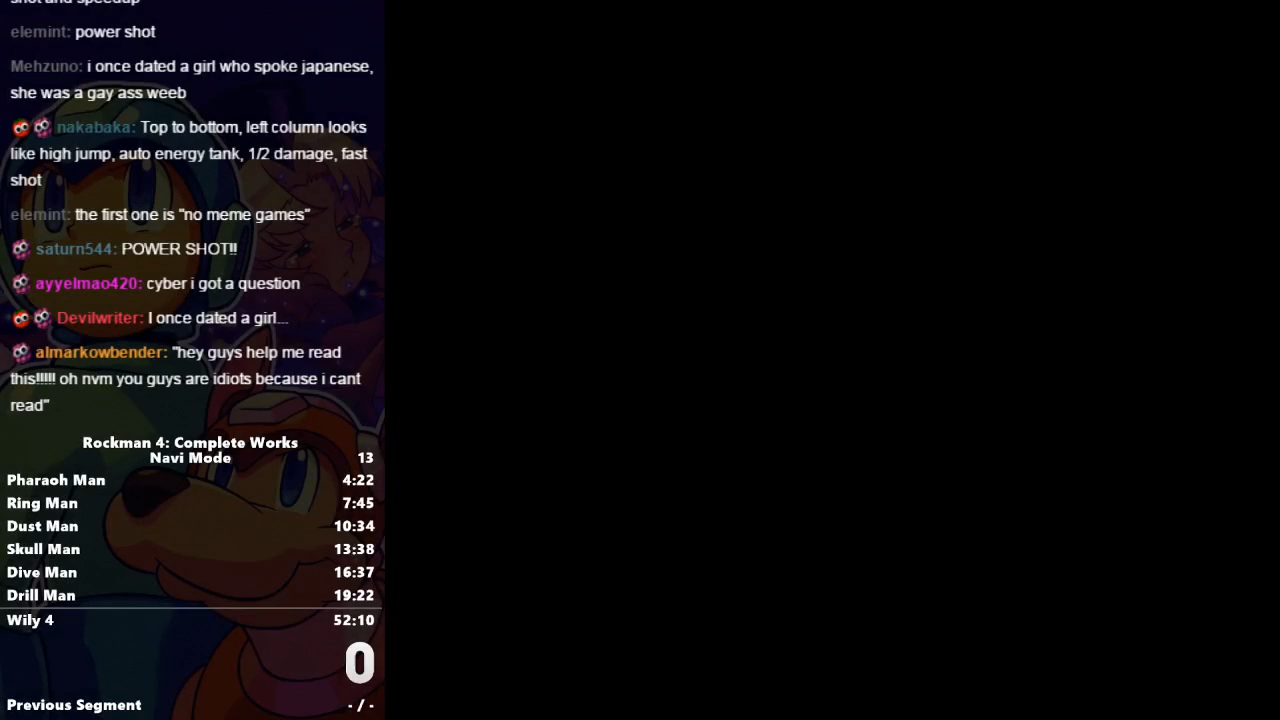 shot and speedup
elemint: power shot
Mehzuno: i once dated a girl who spoke japanese,
she was a gay ass weeb
nakabaka: Top to bottom, left column looks
like high jump, auto energy tank, 1/2 damage, fast
shot
elemint: the first one is "no meme games"
saturn544: POWER SHOT!!
ayyelmao420: cyber i got a question
Devilwriter: I once dated a girl...
almarkowbender: "hey guys help me read
this!!!!! oh nvm you guys are idiots because i cant
read"
Rockman 4: Complete Works
Navi Mode 13
Pharaoh Man 4:22
Ring Man 7:45
Dust Man 10:34
Skull Man 13:38
Dive Man 16:37
Drill Man 19:22
Wily 4 52:10
0
Previous Segment - / -